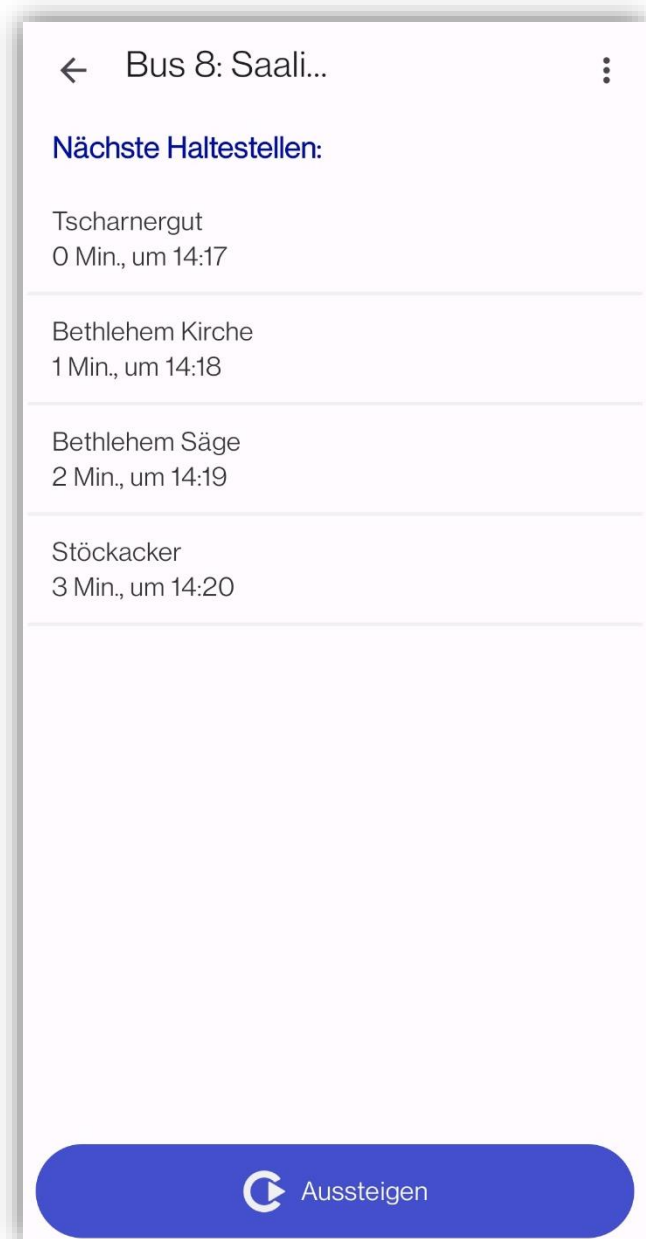 Bus 8: Saali...
Nächste Haltestellen:
Tscharnergut
0 Min., um 14:17
Bethlehem Kirche
1 Min., um 14:18
Bethlehem Säge
2 Min., um 14:19
Stöckacker
3 Min., um 14:20
Aussteigen